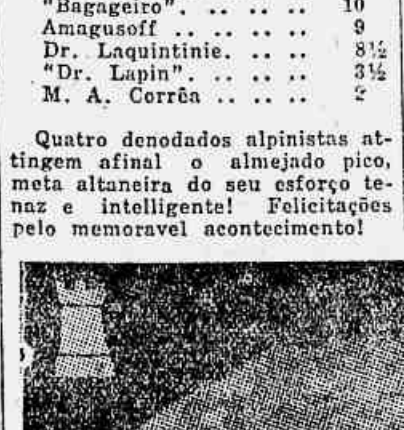 "Bagageiro". .. .. .. 10
Amagusoff .. .. .. .. 9
Dr. Laquintinie. .. .. 8½
"Dr. Lapin". .. .. .. 3½
M. A. Corrêa .. .. .. 2
Quatro denodados alpinistas at-
tingem afinal o almejado pico,
meta altaneira do seu esforço te-
naz e intelligente! Felicitações
pelo memoravel acontecimento!